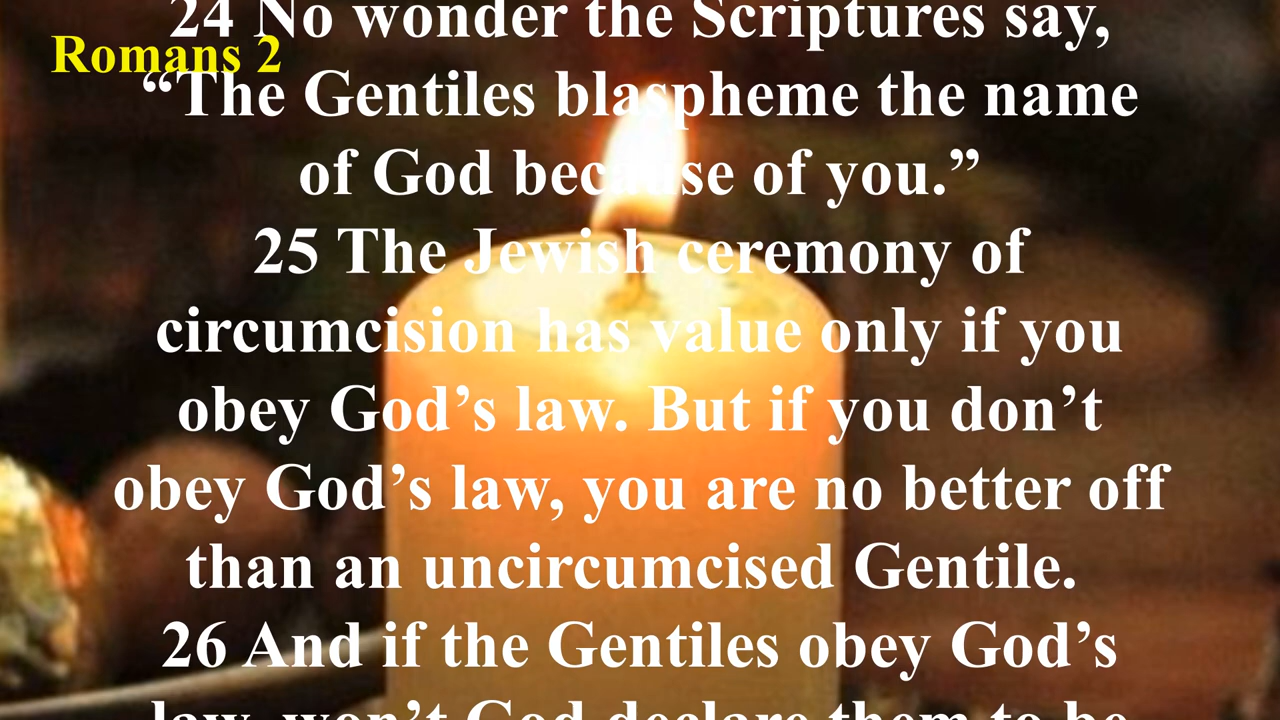 24 No wonder the Scriptures say,
Romans 2
“The Gentiles blaspheme the name
of God because of you.”
25 The Jewish ceremony of
circumcision has value only if you
obey God’s law. But if you don’t
obey God’s law, you are no better off
than an uncircumcised Gentile.
26 And if the Gentiles obey God’s
law, won’t God declare them to be